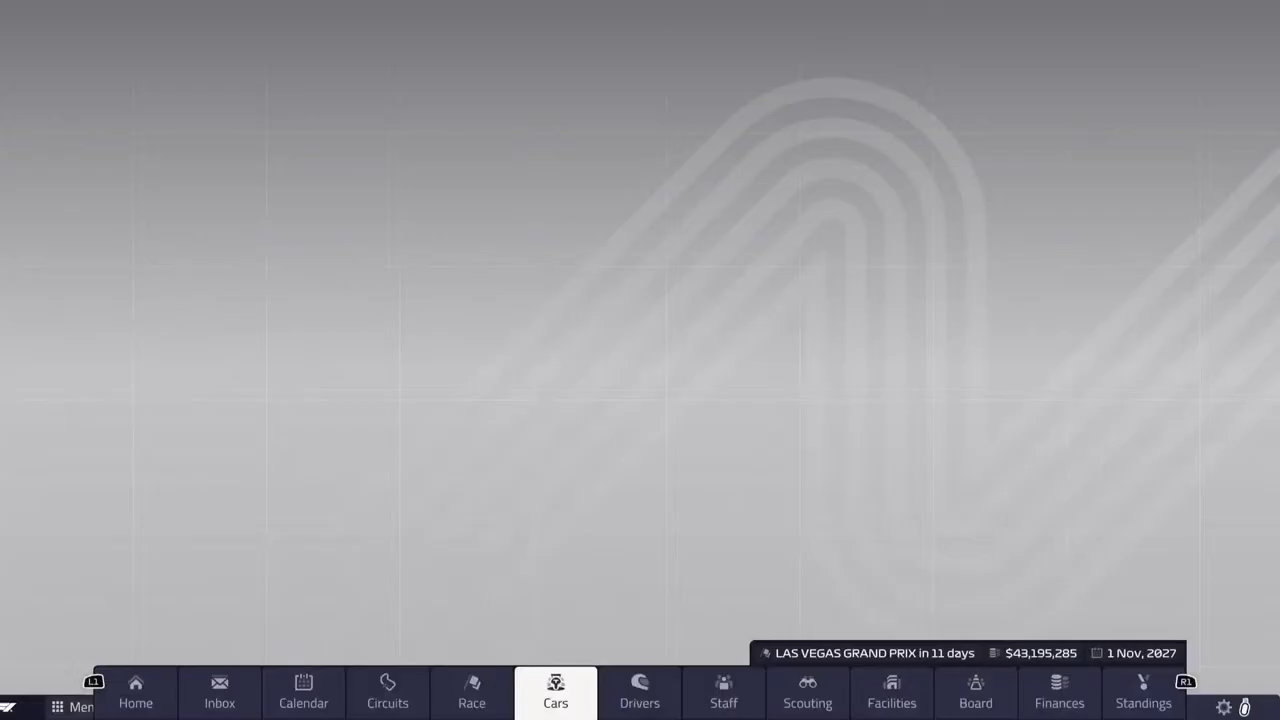 LAS VEGAS GRAND PRIX in 11 days $43,195,285 1 Nov, 2027
L1 Home Inbox Calendar Circuits Race Cars Drivers Staff Scouting Facilities Board Finances Standings R1
Men